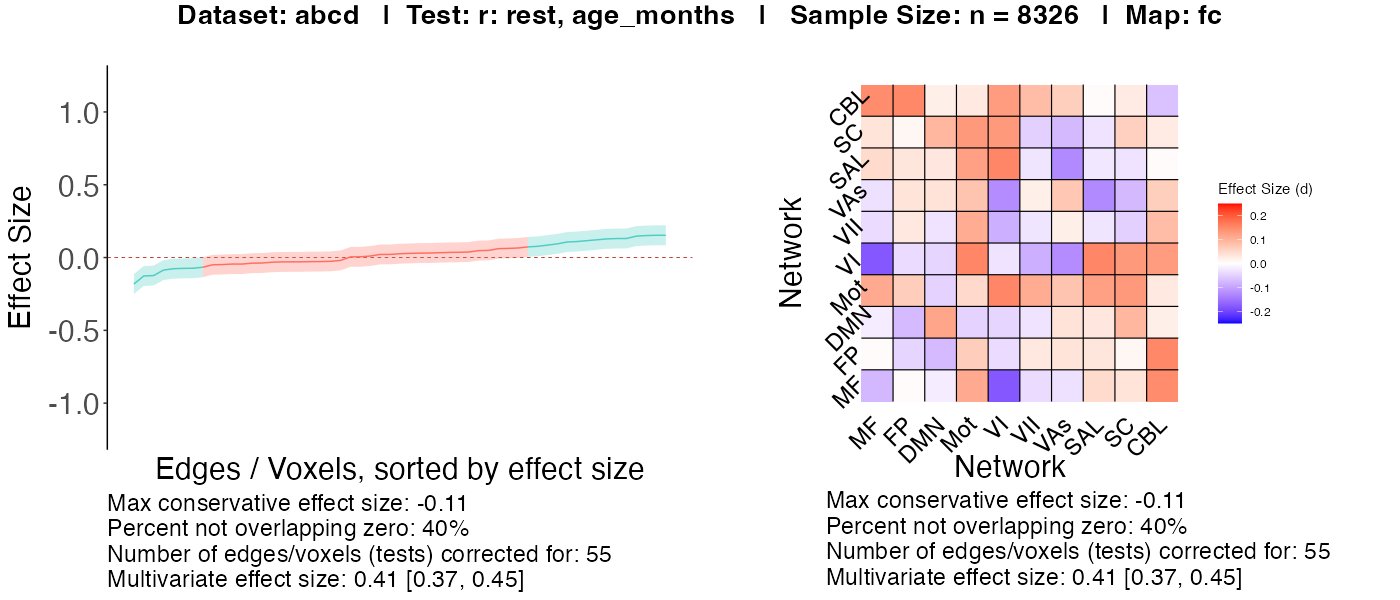 Dataset: abcd | Test: r: rest, age_months | Sample Size: n = 8326 | Map: fc
Effect Size
1.0
0.5
0.0
-0.5
-1.0
Edges / Voxels, sorted by effect size
Max conservative effect size: -0.11
Percent not overlapping zero: 40%
Number of edges/voxels (tests) corrected for: 55
Multivariate effect size: 0.41 [0.37, 0.45]
Network
CBL
SC
SAL
VAs
VII
VI
Mot
DMN
FP
MF
MF
FP
DMN
Mot
VI
VII
VAs
SAL
SC
CBL
Network
Effect Size (d)
0.2
0.1
0.0
-0.1
-0.2
Max conservative effect size: -0.11
Percent not overlapping zero: 40%
Number of edges/voxels (tests) corrected for: 55
Multivariate effect size: 0.41 [0.37, 0.45]